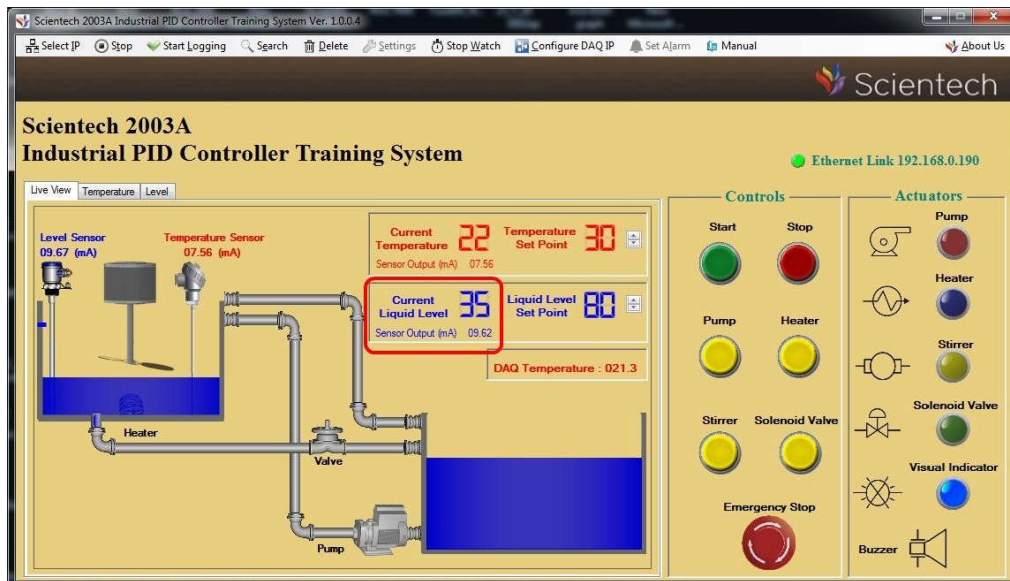 Scientech 2003A Industrial PID Controller Training System Ver. 1.0.0.4
Select IP Stop Start Logging Search Delete Settings Stop Watch Configure DAQ IP Set Alarm Manual About Us
Scientech
Scientech 2003A
Industrial PID Controller Training System
Ethernet Link 192.168.0.190
Live View Temperature Level
Level Sensor
09.67 (mA)
Temperature Sensor
07.56 (mA)
Current
Temperature 22
Sensor Output (mA) 07.56
Temperature
Set Point 30
Current
Liquid Level 35
Sensor Output (mA) 09.62
Liquid Level
Set Point 80
DAQ Temperature : 021.3
Heater
Valve
Pump
Controls
Start Stop
Pump Heater
Stirrer Solenoid Valve
Emergency Stop
Actuators
Pump
Heater
Stirrer
Solenoid Valve
Visual Indicator
Buzzer